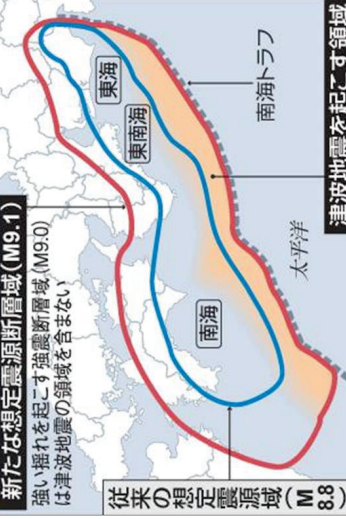 新たな想定震源断層域(M9.1)
強い揺れを起こす強震断層域(M9.0)
は津波地震の領域を含まない
従来の想定震源域(M
8.8)
東海
東南海
南海
南海トラフ
太平洋
津波地震を起こす領域